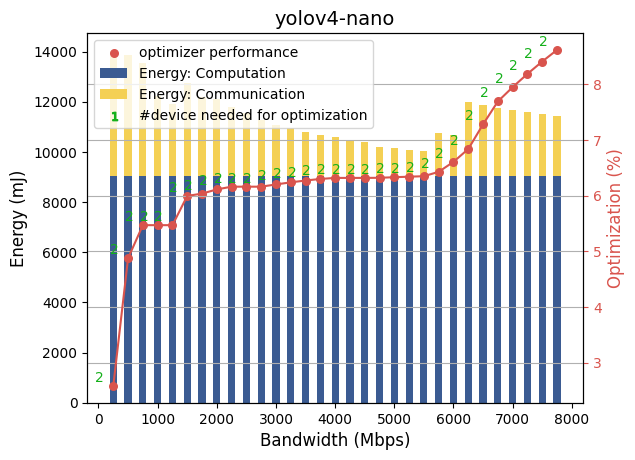 yolov4-nano
optimizer performance
Energy: Computation
Energy: Communication
1 #device needed for optimization
Energy (mJ)
14000
12000
10000
8000
6000
4000
2000
0
8
7
6
5
4
3
Optimization (%)
2 2 2 2 2 2 2 2 2 2 2 2 2 2 2 2 2 2 2 2 2 2 2 2 2 2 2 2 2 2 2
0 1000 2000 3000 4000 5000 6000 7000 8000
Bandwidth (Mbps)